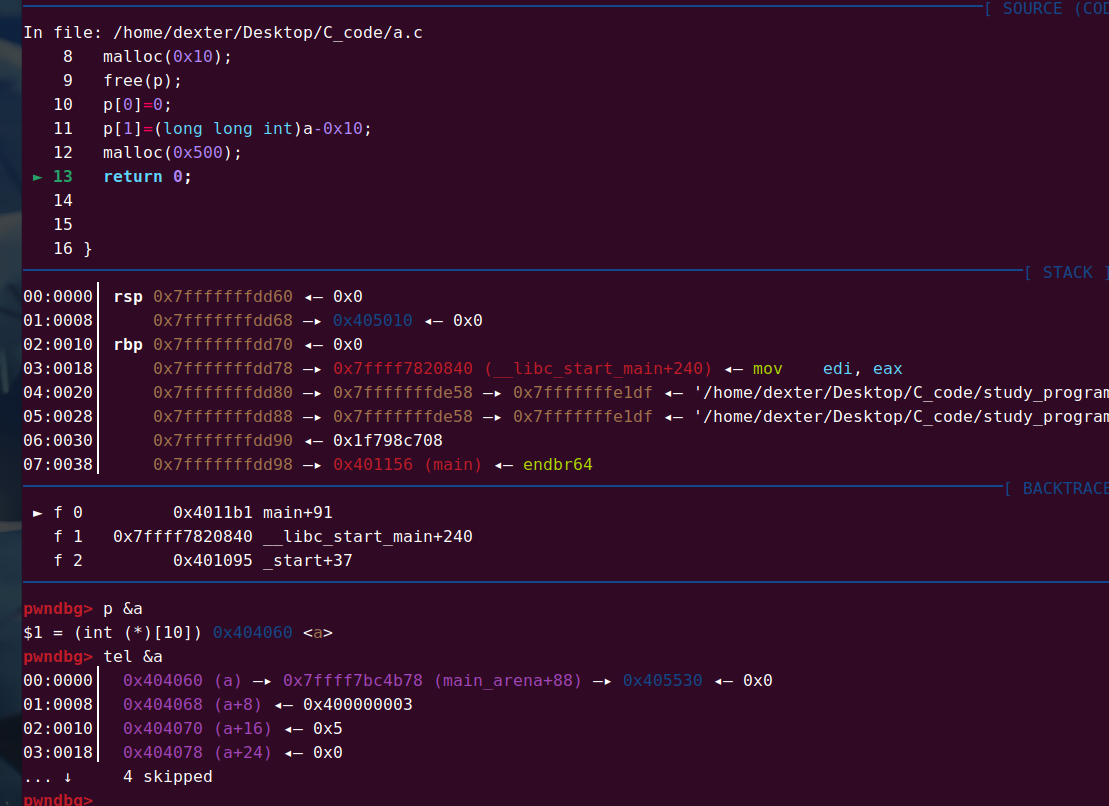 [ SOURCE (COD
In file: /home/dexter/Desktop/C_code/a.c
8 malloc(0x10);
9 free(p);
10 p[0]=0;
11 p[1]=(long long int)a-0x10;
12 malloc(0x500);
► 13 return 0;
14
15
16 }
[ STACK ]
00:0000│ rsp 0x7fffffffdd60 ◂— 0x0
01:0008│ 0x7fffffffdd68 —▸ 0x405010 ◂— 0x0
02:0010│ rbp 0x7fffffffdd70 ◂— 0x0
03:0018│ 0x7fffffffdd78 —▸ 0x7ffff7820840 (__libc_start_main+240) ◂— mov edi, eax
04:0020│ 0x7fffffffdd80 —▸ 0x7fffffffde58 —▸ 0x7fffffffe1df ◂— '/home/dexter/Desktop/C_code/study_program
05:0028│ 0x7fffffffdd88 —▸ 0x7fffffffde58 —▸ 0x7fffffffe1df ◂— '/home/dexter/Desktop/C_code/study_program
06:0030│ 0x7fffffffdd90 ◂— 0x1f798c708
07:0038│ 0x7fffffffdd98 —▸ 0x401156 (main) ◂— endbr64
[ BACKTRACE
► f 0 0x4011b1 main+91
f 1 0x7ffff7820840 __libc_start_main+240
f 2 0x401095 _start+37
pwndbg> p &a
$1 = (int (*)[10]) 0x404060 <a>
pwndbg> tel &a
00:0000│ 0x404060 (a) —▸ 0x7ffff7bc4b78 (main_arena+88) —▸ 0x405530 ◂— 0x0
01:0008│ 0x404068 (a+8) ◂— 0x400000003
02:0010│ 0x404070 (a+16) ◂— 0x5
03:0018│ 0x404078 (a+24) ◂— 0x0
... ↓ 4 skipped
pwndbg>